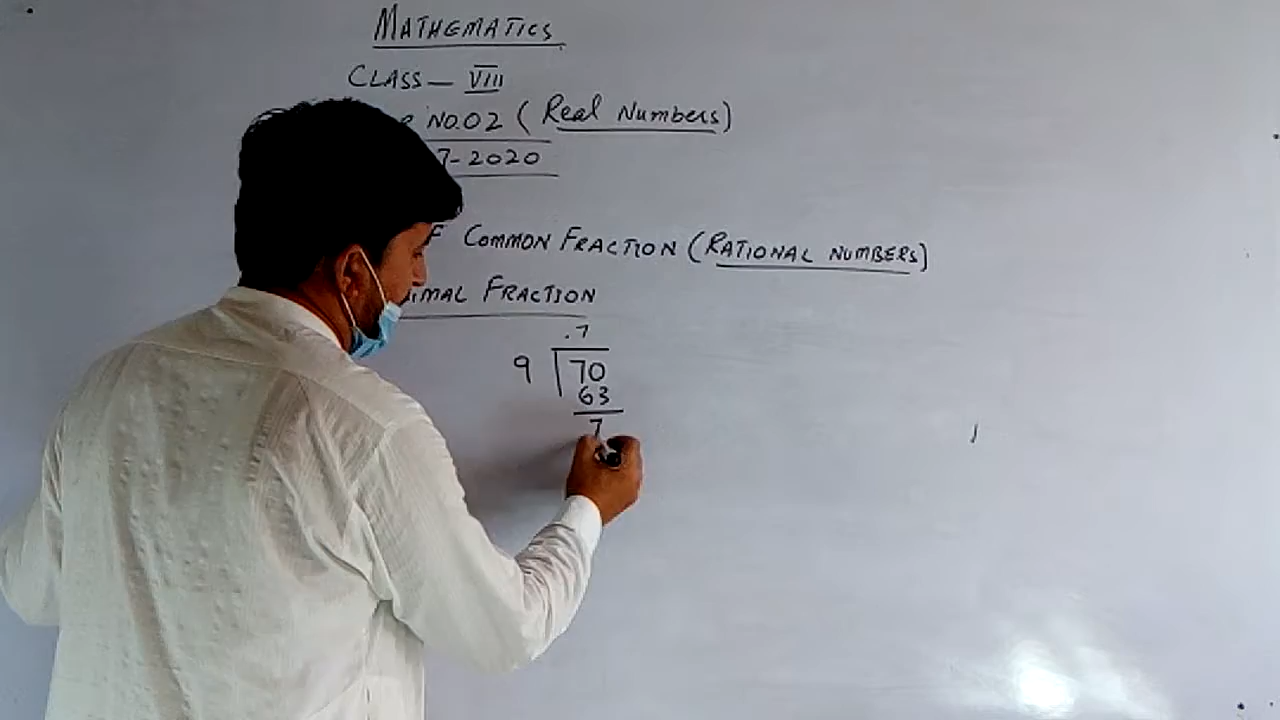 MATHEMATICS
CLASS – VIII
NO.02 (Real Numbers)
7-2020
F COMMON FRACTION (RATIONAL NUMBERS)
IMAL FRACTION
.7
9 70
63
7